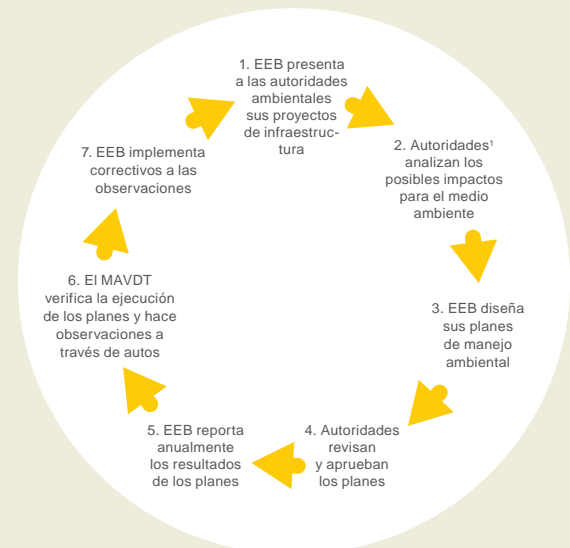 1. EEB presenta
a las autoridades
ambientales
sus proyectos
de infraestruc-
tura
2. Autoridades¹
analizan los
posibles impactos
para el medio
ambiente
3. EEB diseña
sus planes
de manejo
ambiental
4. Autoridades
revisan
y aprueban
los planes
5. EEB reporta
anualmente
los resultados
de los planes
6. El MAVDT
verifica la ejecución
de los planes y hace
observaciones a
través de autos
7. EEB implementa
correctivos a las
observaciones